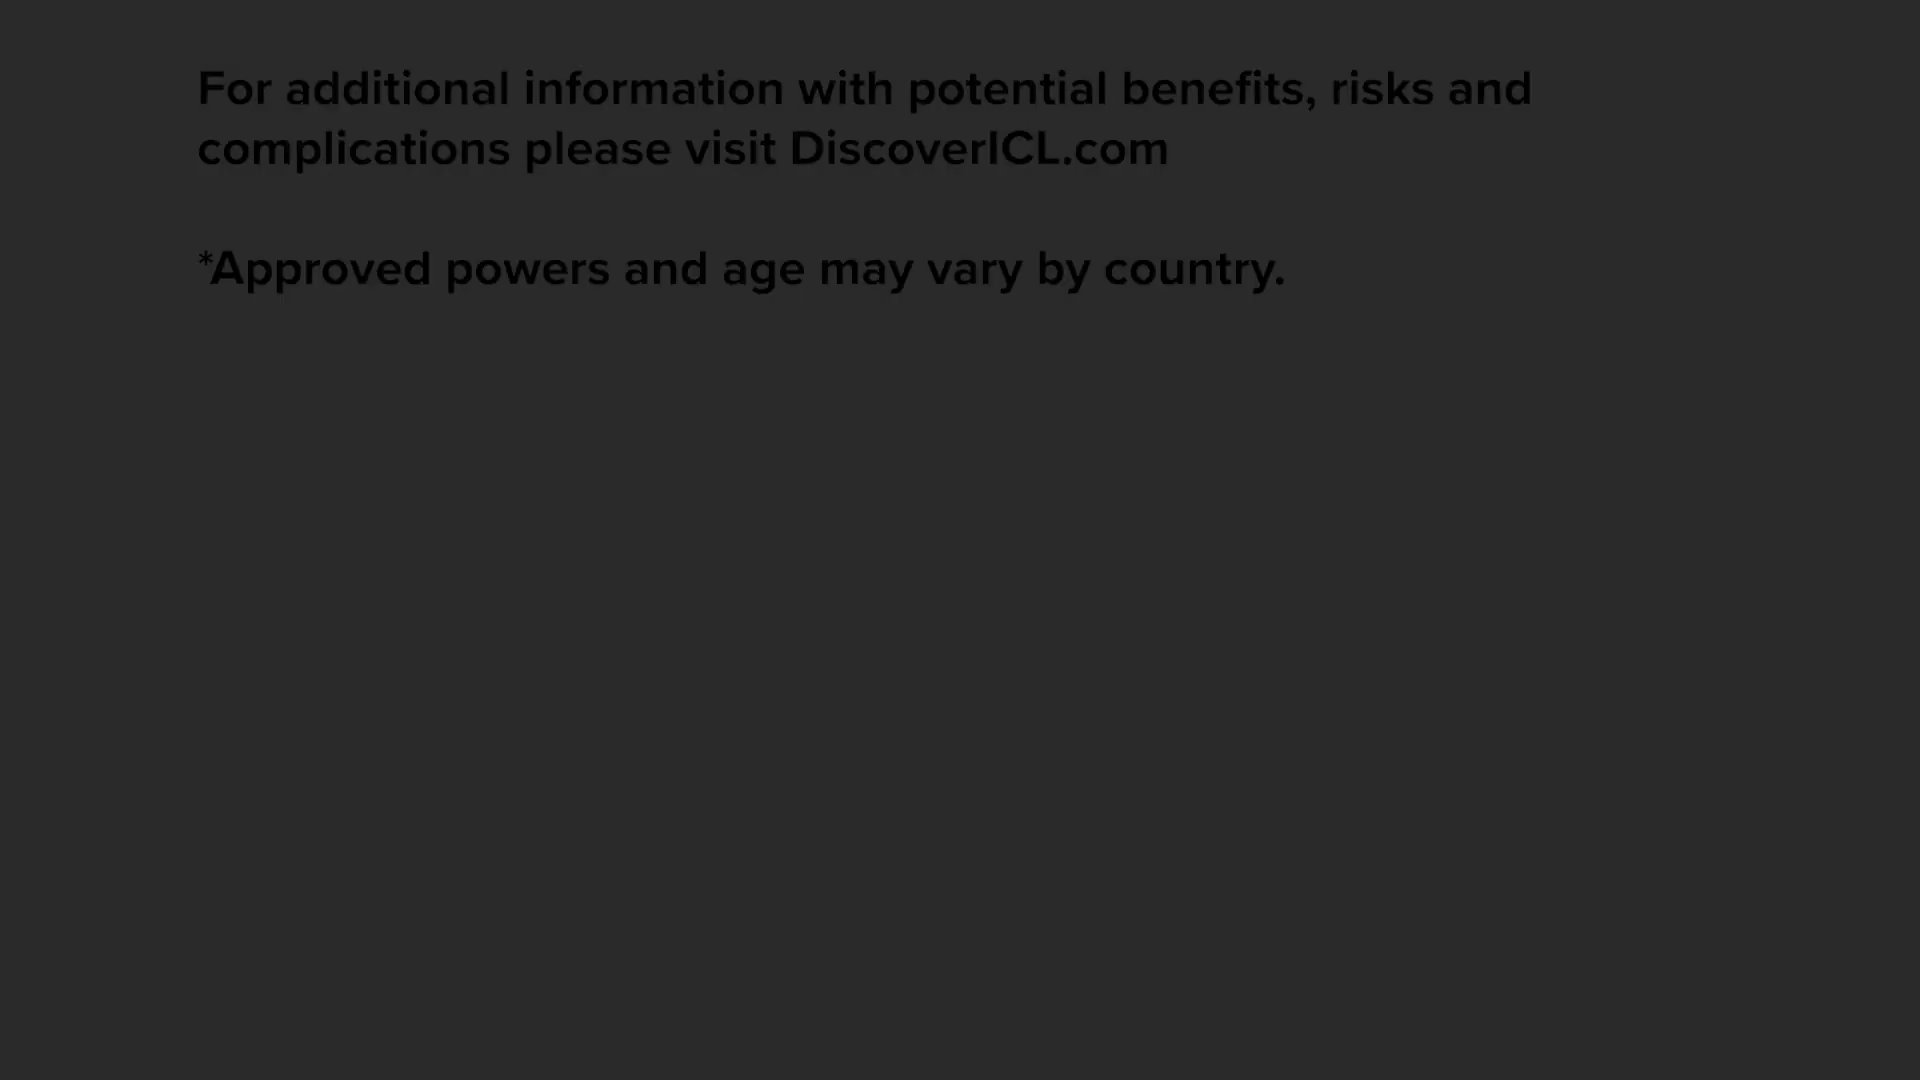 For additional information with potential benefits, risks and
complications please visit DiscoverICL.com
*Approved powers and age may vary by country.